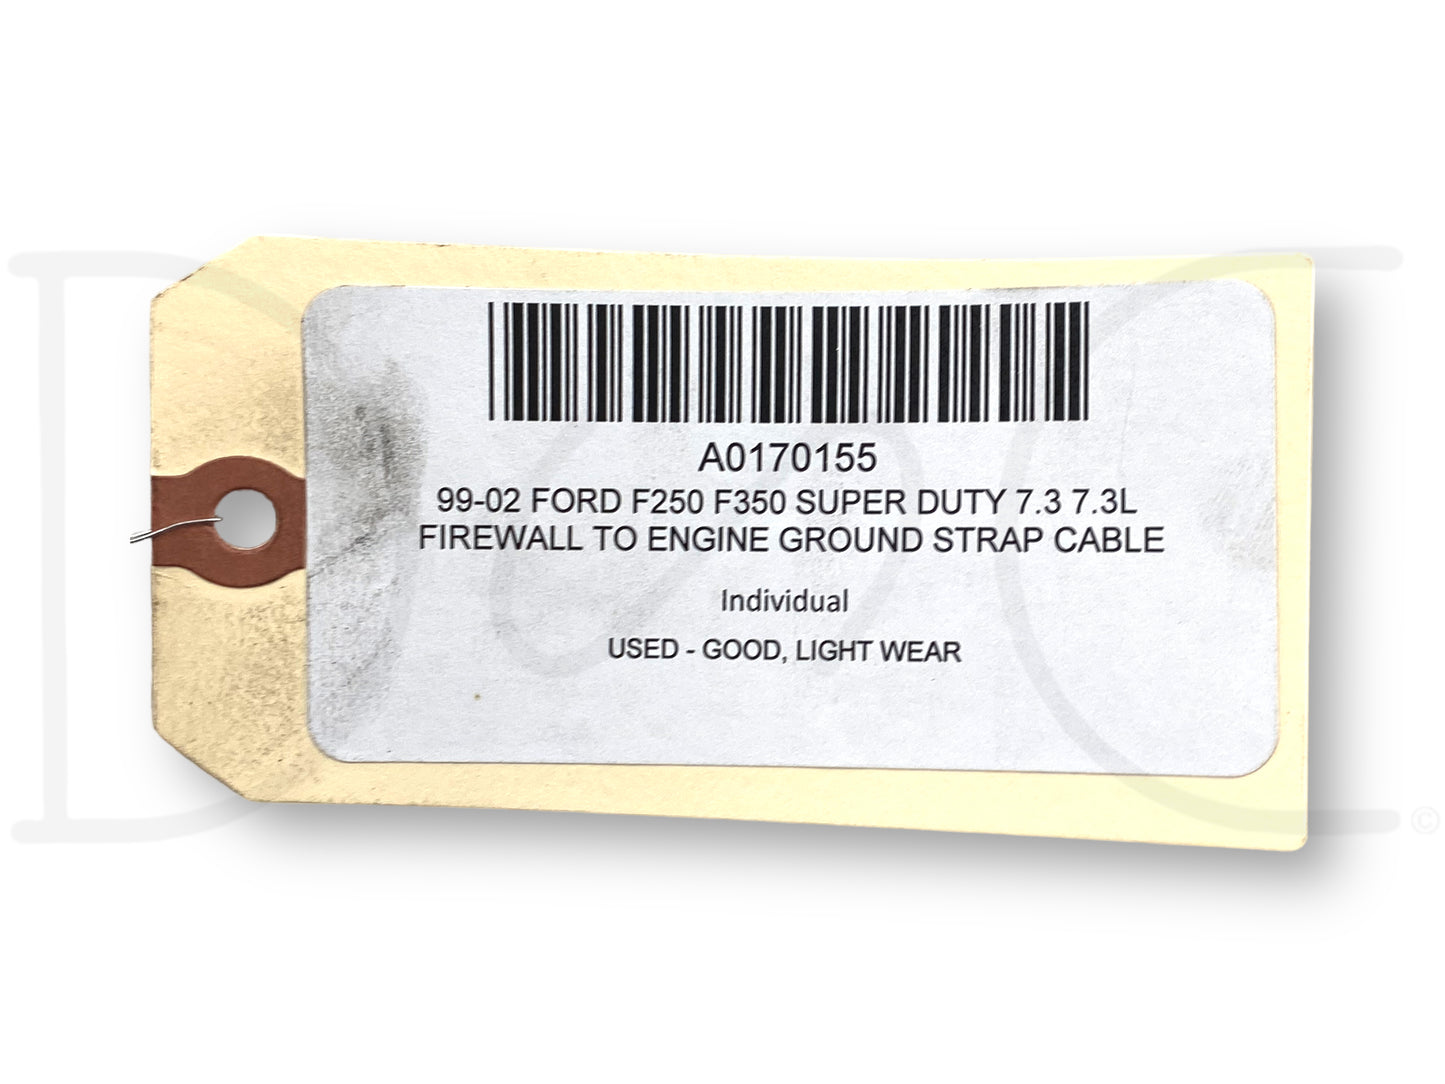 A0170155
99-02 FORD F250 F350 SUPER DUTY 7.3 7.3L
FIREWALL TO ENGINE GROUND STRAP CABLE
Individual
USED - GOOD, LIGHT WEAR
©